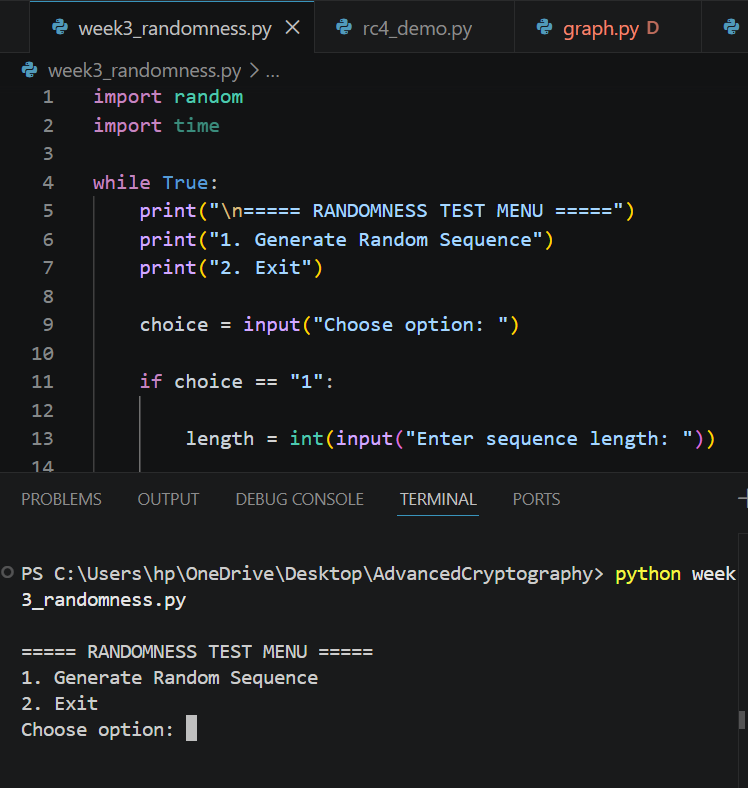 week3_randomness.py rc4_demo.py graph.py D
week3_randomness.py > ...
1 import random
2 import time
3
4 while True:
5     print("\n===== RANDOMNESS TEST MENU =====")
6     print("1. Generate Random Sequence")
7     print("2. Exit")
8
9     choice = input("Choose option: ")
10
11     if choice == "1":
12
13         length = int(input("Enter sequence length: "))
14
PROBLEMS OUTPUT DEBUG CONSOLE TERMINAL PORTS
PS C:\Users\hp\OneDrive\Desktop\AdvancedCryptography> python week
3_randomness.py
===== RANDOMNESS TEST MENU =====
1. Generate Random Sequence
2. Exit
Choose option: